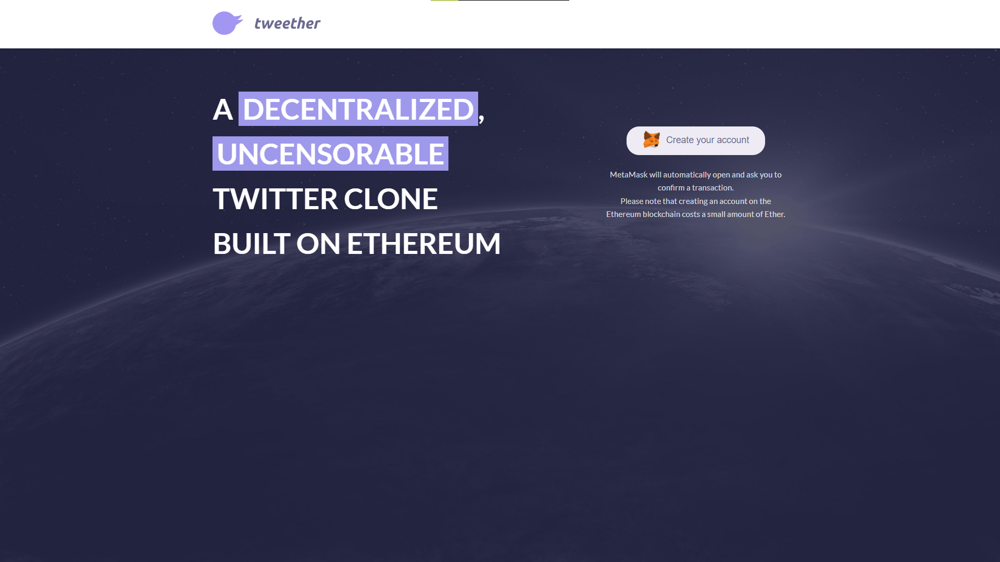 tweether
A DECENTRALIZED,
UNCENSORABLE
TWITTER CLONE
BUILT ON ETHEREUM
Create your account
MetaMask will automatically open and ask you to
confirm a transaction.
Please note that creating an account on the
Ethereum blockchain costs a small amount of Ether.